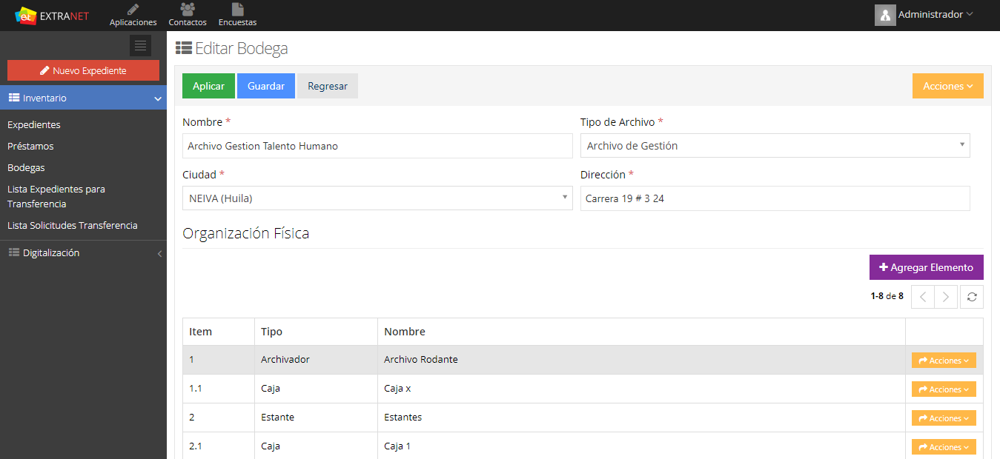 et EXTRANET
Aplicaciones
Contactos
Encuestas
Administrador
Nuevo Expediente
Inventario
Expedientes
Préstamos
Bodegas
Lista Expedientes para
Transferencia
Lista Solicitudes Transferencia
Digitalización
Editar Bodega
Aplicar Guardar Regresar Acciones
Nombre * Tipo de Archivo *
Archivo Gestion Talento Humano Archivo de Gestión
Ciudad * Dirección *
NEIVA (Huila) Carrera 19 # 3 24
Organización Física
Agregar Elemento
1-8 de 8
Item Tipo Nombre
1 Archivador Archivo Rodante Acciones
1.1 Caja Caja x Acciones
2 Estante Estantes Acciones
2.1 Caja Caja 1 Acciones